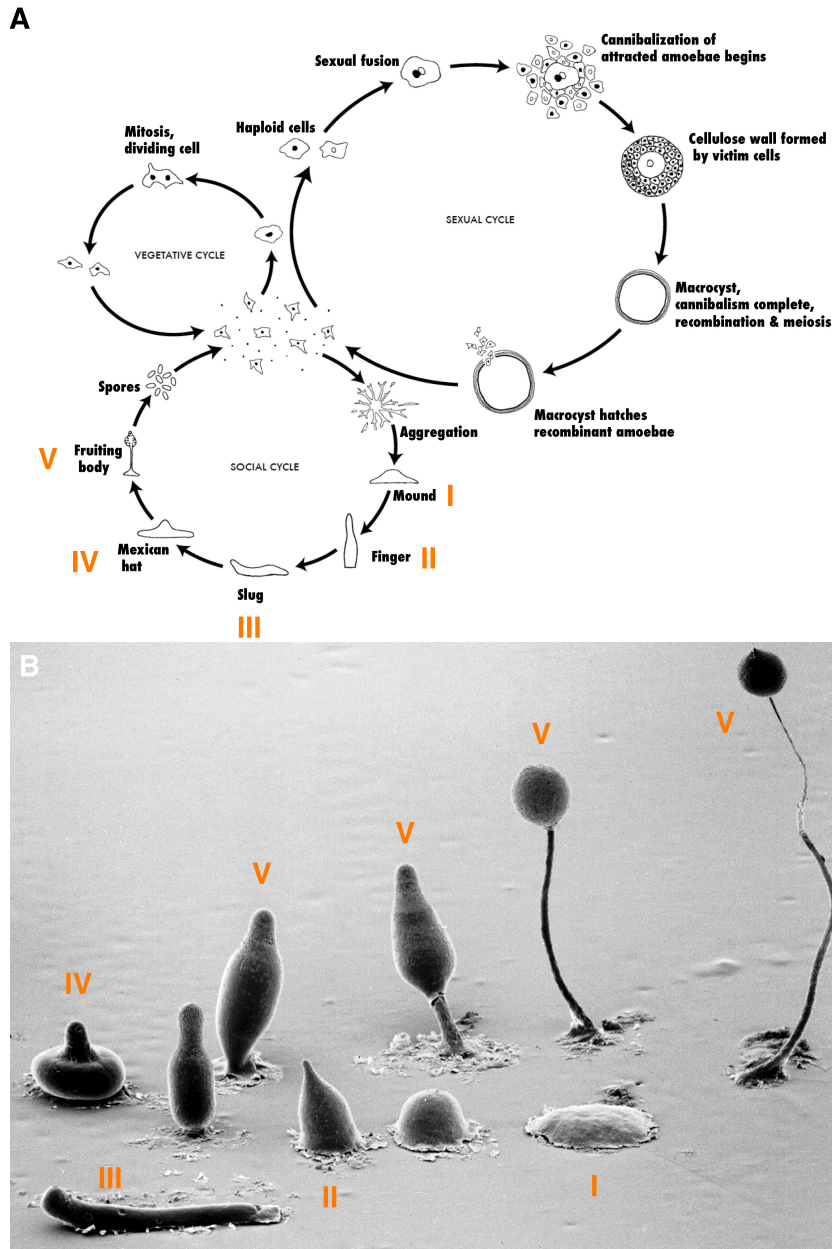 A
Sexual fusion
Cannibalization of
attracted amoebae begins
Haploid cells
Mitosis,
dividing cell
Cellulose wall formed
by victim cells
SEXUAL CYCLE
VEGETATIVE CYCLE
Macrocyst,
cannibalism complete,
recombination & meiosis
Spores
Macrocyst hatches
recombinant amoebae
Aggregation
V
Fruiting
body
SOCIAL CYCLE
Mound
I
IV
Mexican
hat
Finger
II
Slug
III
B
V
V
V
V
IV
III
II
I